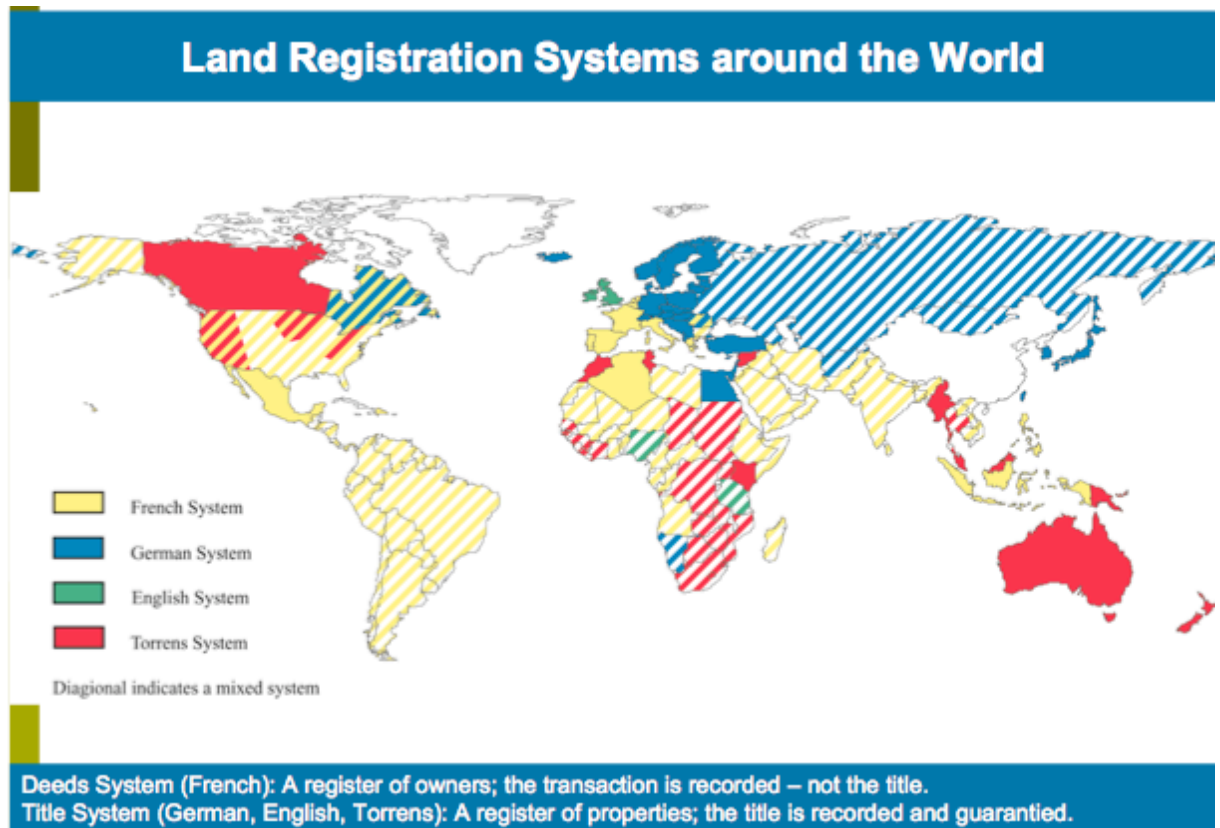 Land Registration Systems around the World
French System
German System
English System
Torrens System
Diagional indicates a mixed system
Deeds System (French): A register of owners; the transaction is recorded – not the title.
Title System (German, English, Torrens): A register of properties; the title is recorded and guarantied.